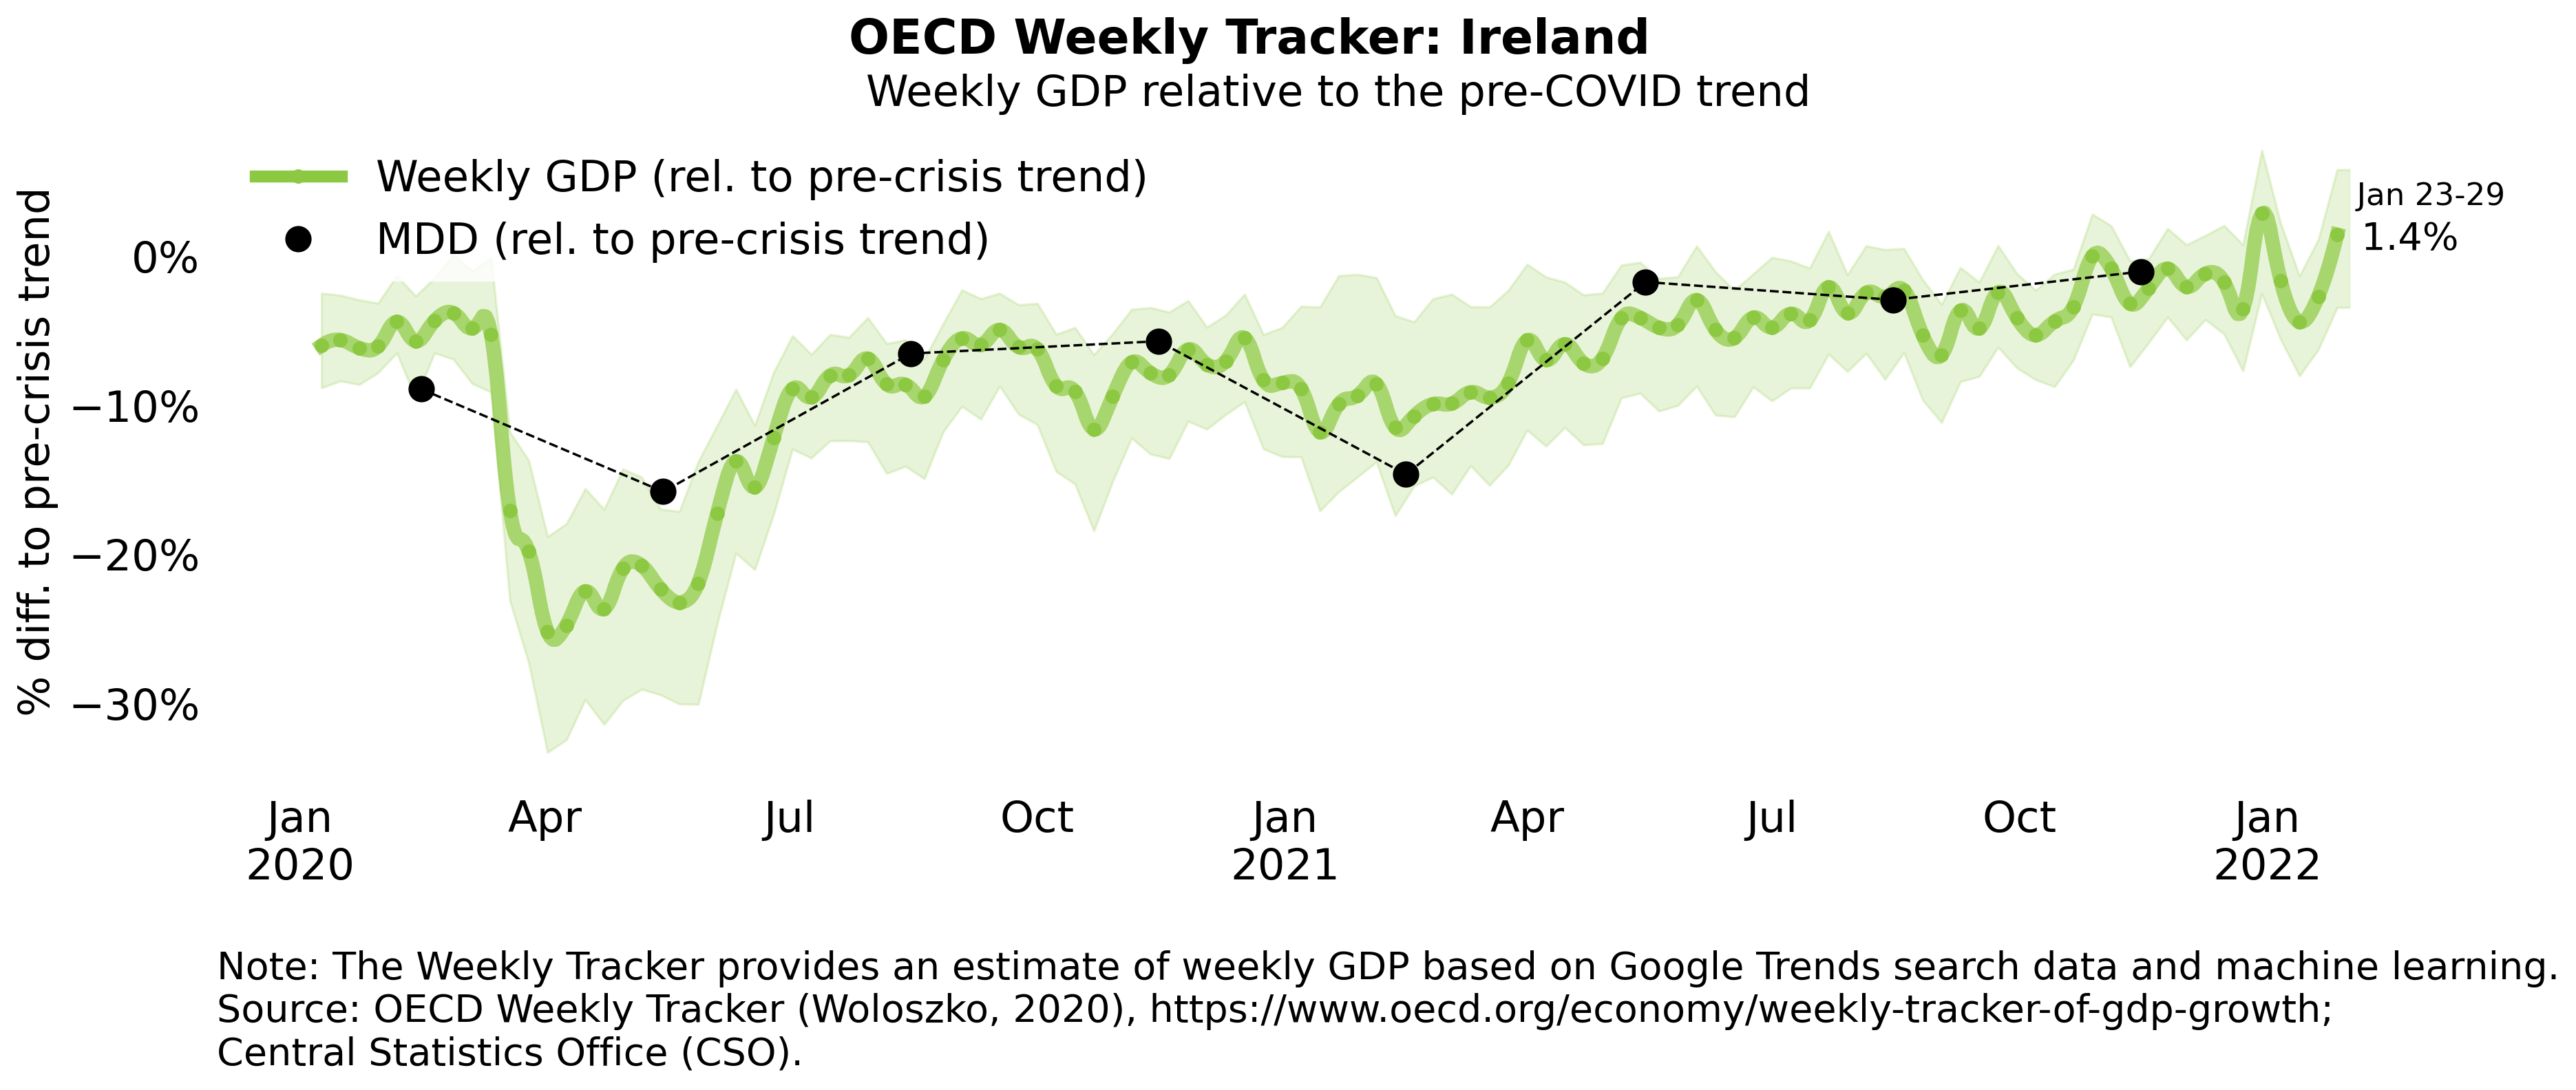 OECD Weekly Tracker: Ireland
Weekly GDP relative to the pre-COVID trend
Weekly GDP (rel. to pre-crisis trend)
MDD (rel. to pre-crisis trend)
Jan 23-29
1.4%
% diff. to pre-crisis trend
0%
−10%
−20%
−30%
Jan Apr Jul Oct Jan Apr Jul Oct Jan
2020 2021 2022
Note: The Weekly Tracker provides an estimate of weekly GDP based on Google Trends search data and machine learning.
Source: OECD Weekly Tracker (Woloszko, 2020), https://www.oecd.org/economy/weekly-tracker-of-gdp-growth;
Central Statistics Office (CSO).